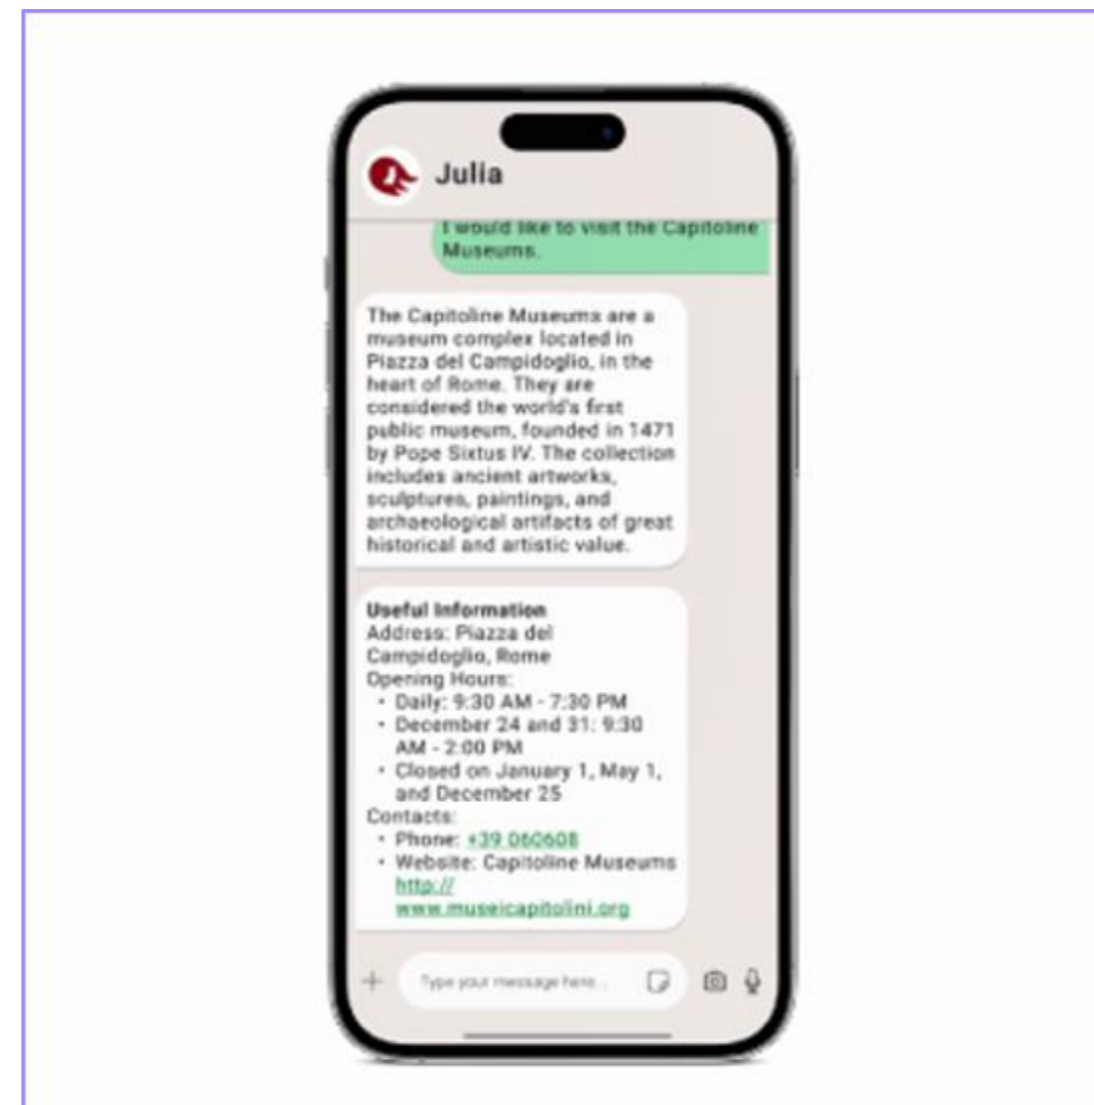 Julia
I would like to visit the Capitoline
Museums.
The Capitoline Museums are a
museum complex located in
Piazza del Campidoglio, in the
heart of Rome. They are
considered the world's first
public museum, founded in 1471
by Pope Sixtus IV. The collection
includes ancient artworks,
sculptures, paintings, and
archaeological artifacts of great
historical and artistic value.
Useful Information
Address: Piazza del
Campidoglio, Rome
Opening Hours:
• Daily: 9:30 AM - 7:30 PM
• December 24 and 31: 9:30
AM - 2:00 PM
• Closed on January 1, May 1,
and December 25
Contacts:
• Phone: +39 060608
• Website: Capitoline Museums
http://
www.museicapitolini.org
Type your message here...